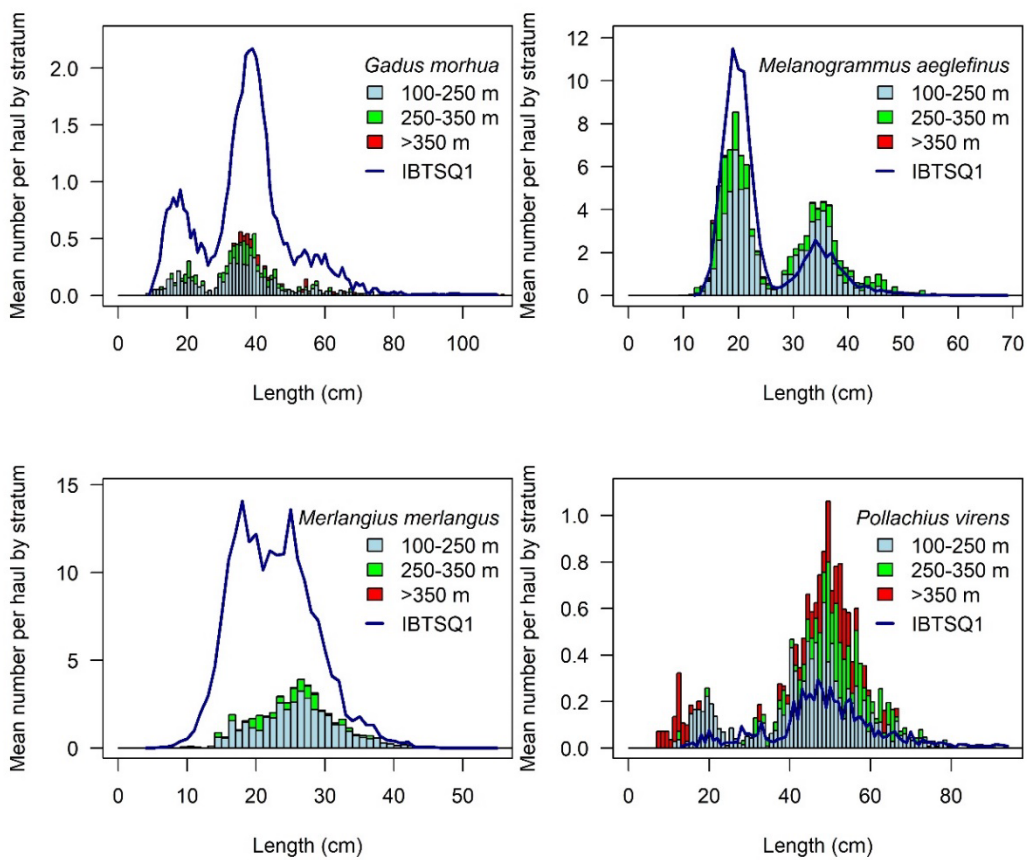 Mean number per haul by stratum
2.0
1.5
1.0
0.5
0.0
Gadus morhua
100-250 m
250-350 m
>350 m
IBTSQ1
0 20 40 60 80 100
Length (cm)
Mean number per haul by stratum
12
10
8
6
4
2
0
Melanogrammus aeglefinus
100-250 m
250-350 m
>350 m
IBTSQ1
0 10 20 30 40 50 60 70
Length (cm)
Mean number per haul by stratum
15
10
5
0
Merlangius merlangus
100-250 m
250-350 m
>350 m
IBTSQ1
0 10 20 30 40 50
Length (cm)
Mean number per haul by stratum
1.0
0.8
0.6
0.4
0.2
0.0
Pollachius virens
100-250 m
250-350 m
>350 m
IBTSQ1
0 20 40 60 80
Length (cm)